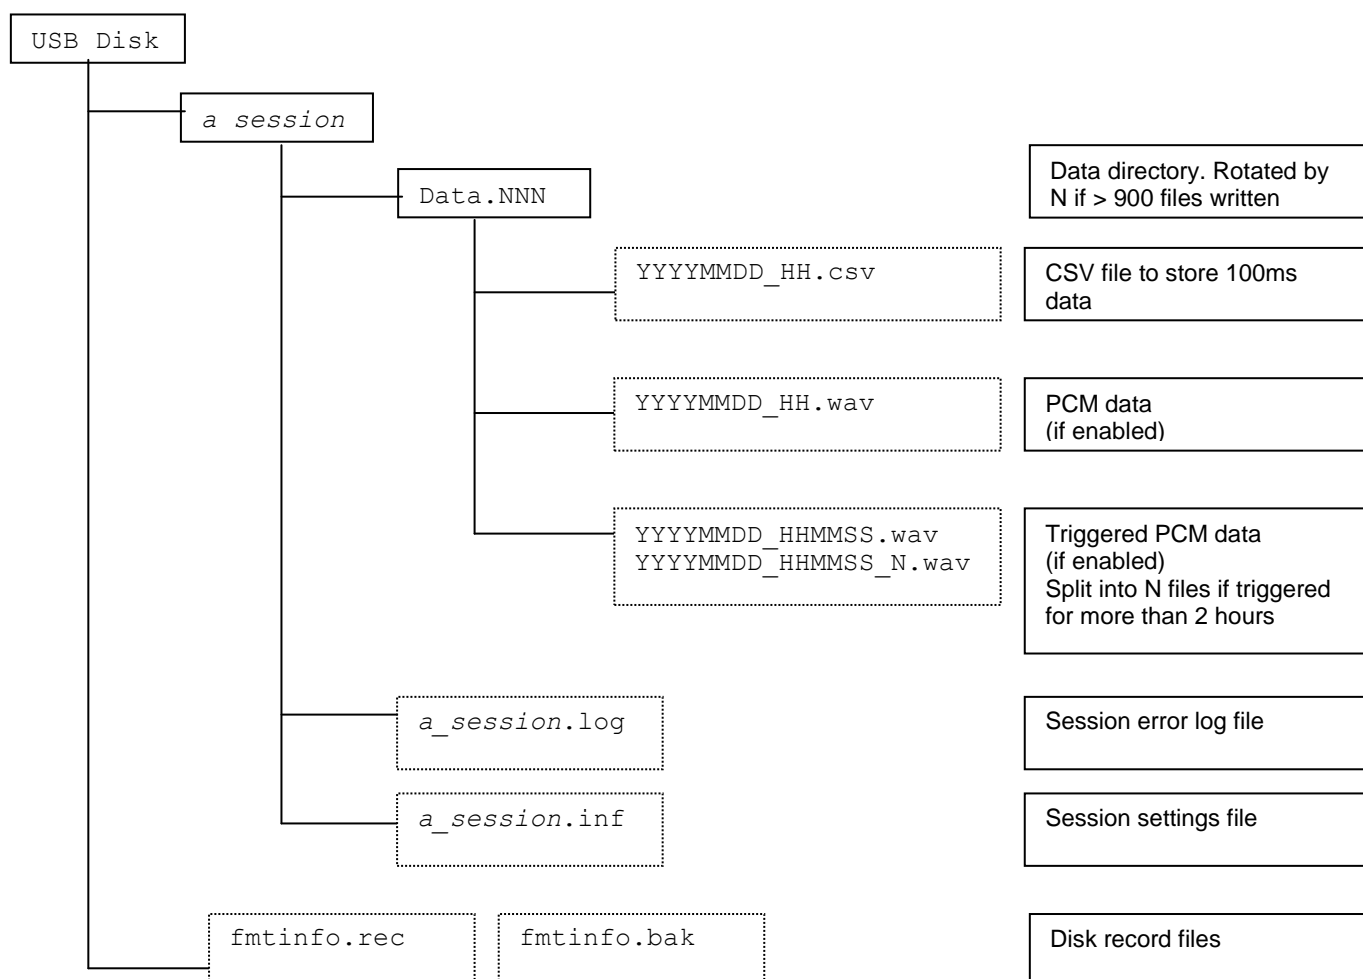 USB Disk
a session
Data.NNN
Data directory. Rotated by
N if > 900 files written
YYYYMMDD_HH.csv
CSV file to store 100ms
data
YYYYMMDD_HH.wav
PCM data
(if enabled)
YYYYMMDD_HHMMSS.wav
YYYYMMDD_HHMMSS_N.wav
Triggered PCM data
(if enabled)
Split into N files if triggered
for more than 2 hours
a_session.log
Session error log file
a_session.inf
Session settings file
fmtinfo.rec
fmtinfo.bak
Disk record files